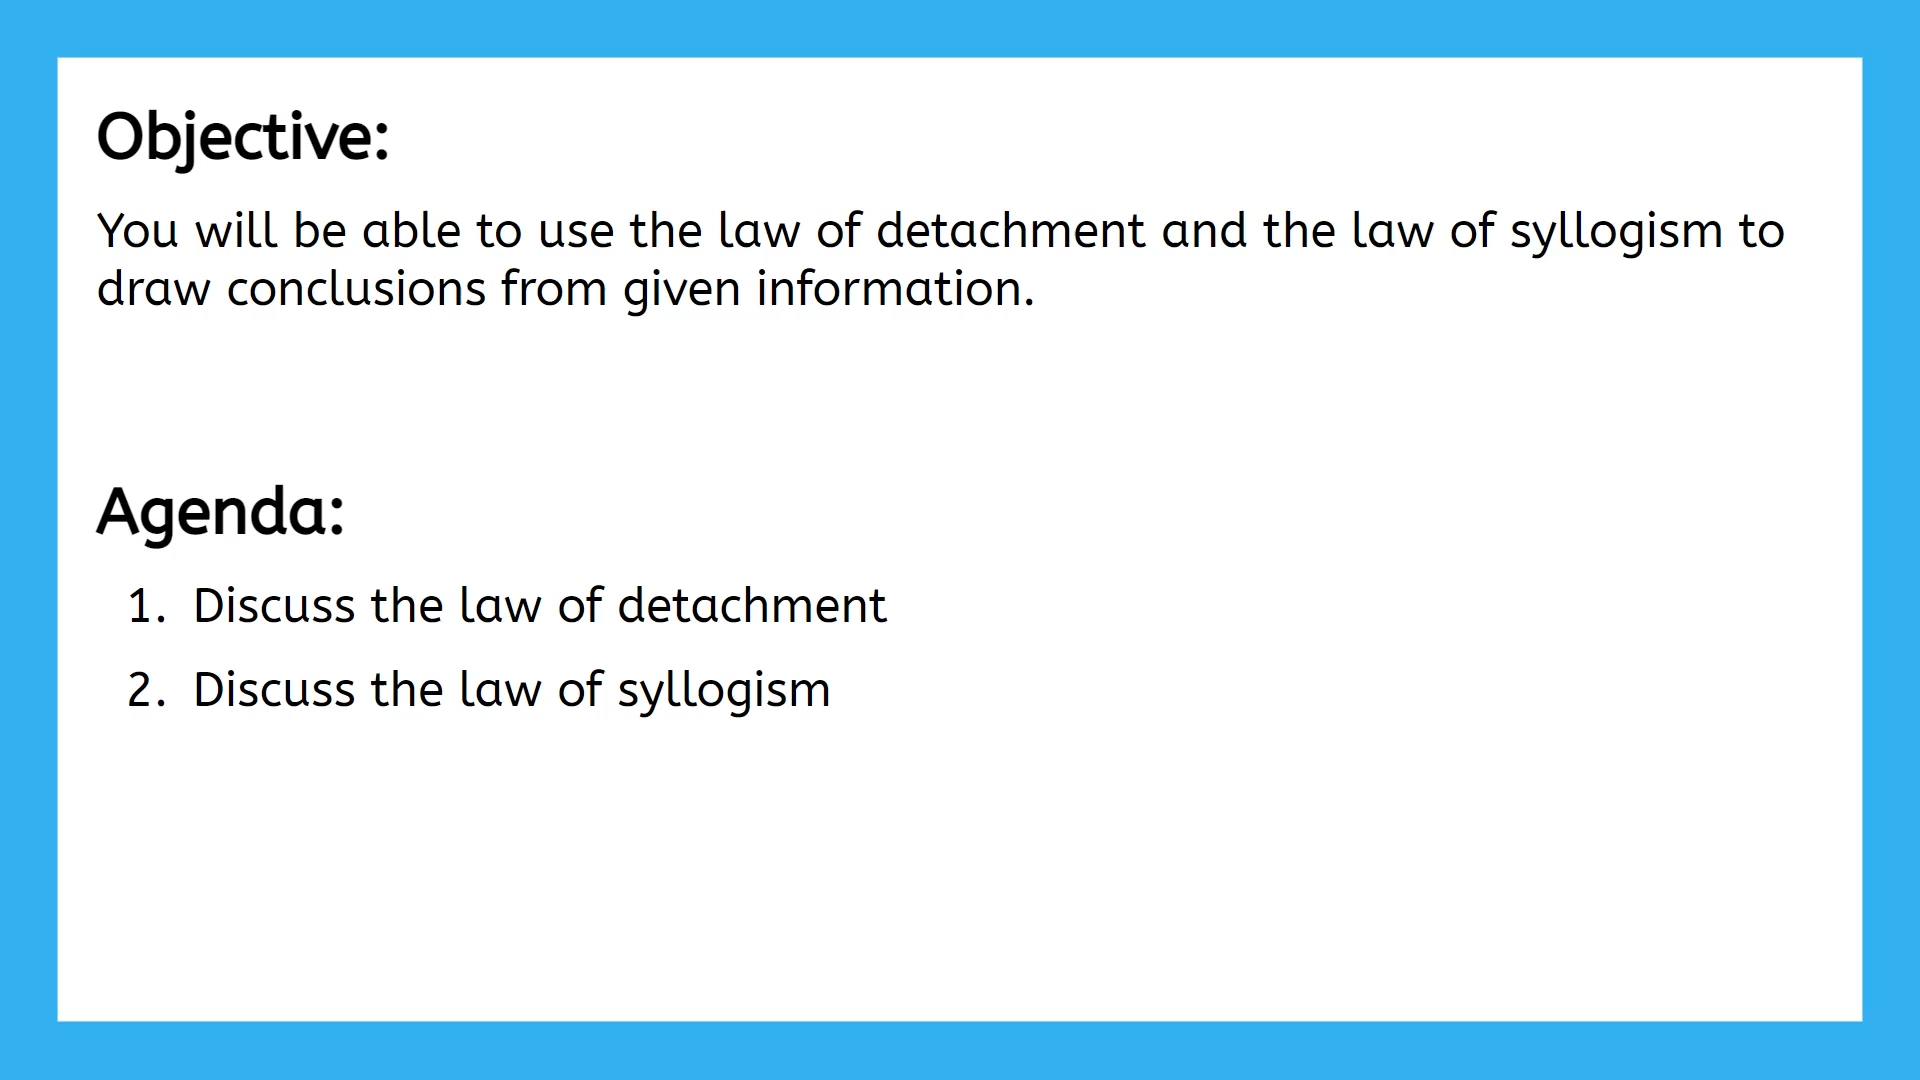 Objective:
You will be able to use the law of detachment and the law of syllogism to
draw conclusions from given information.
Agenda:
1. Discuss the law of detachment
2. Discuss the law of syllogism